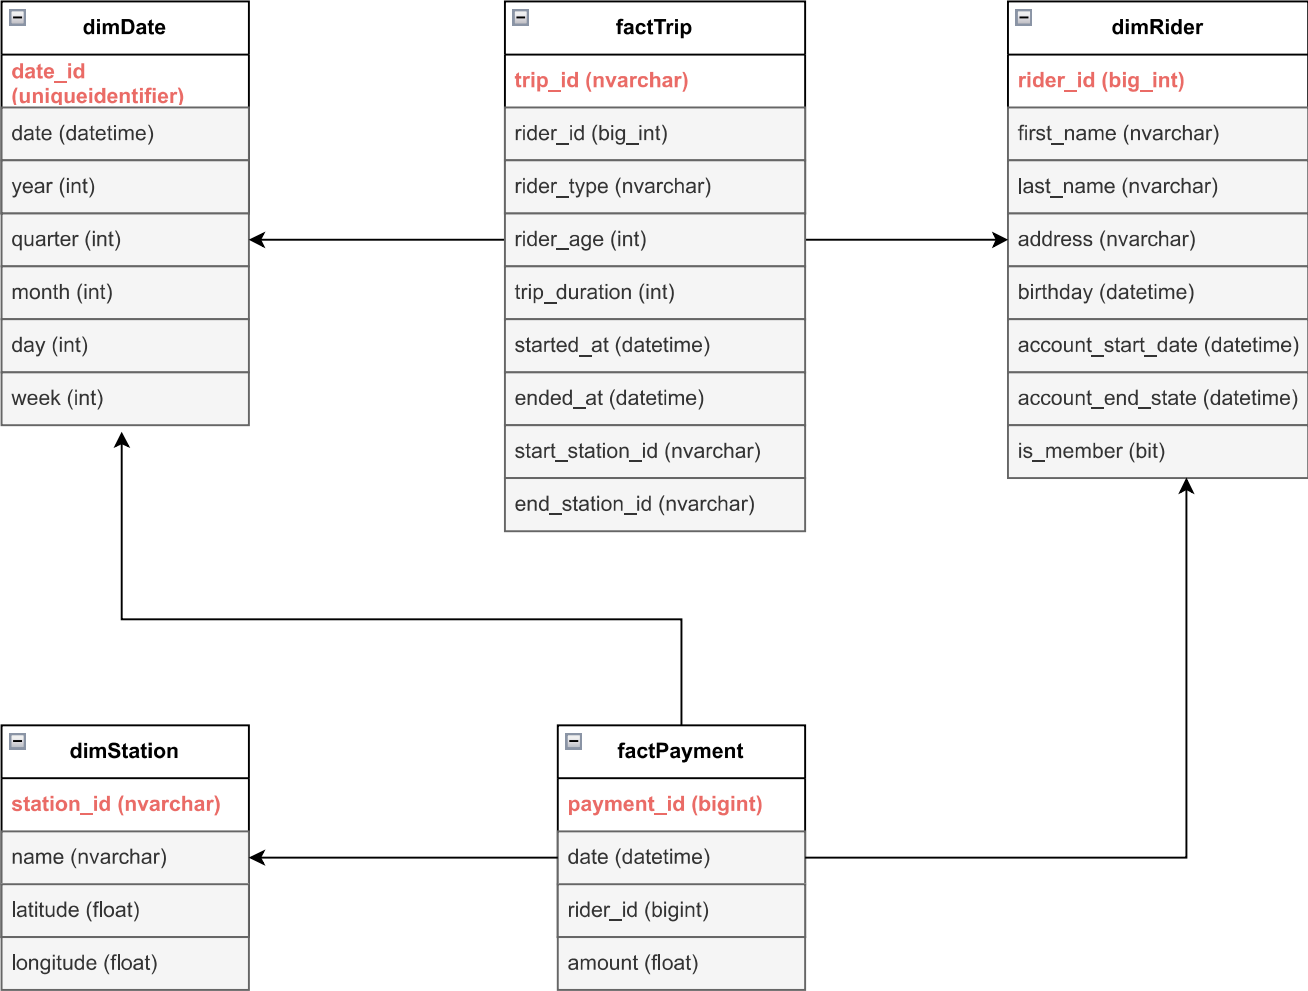 dimDate
date_id
(uniqueidentifier)
date (datetime)
year (int)
quarter (int)
month (int)
day (int)
week (int)
factTrip
trip_id (nvarchar)
rider_id (big_int)
rider_type (nvarchar)
rider_age (int)
trip_duration (int)
started_at (datetime)
ended_at (datetime)
start_station_id (nvarchar)
end_station_id (nvarchar)
dimRider
rider_id (big_int)
first_name (nvarchar)
last_name (nvarchar)
address (nvarchar)
birthday (datetime)
account_start_date (datetime)
account_end_state (datetime)
is_member (bit)
dimStation
station_id (nvarchar)
name (nvarchar)
latitude (float)
longitude (float)
factPayment
payment_id (bigint)
date (datetime)
rider_id (bigint)
amount (float)